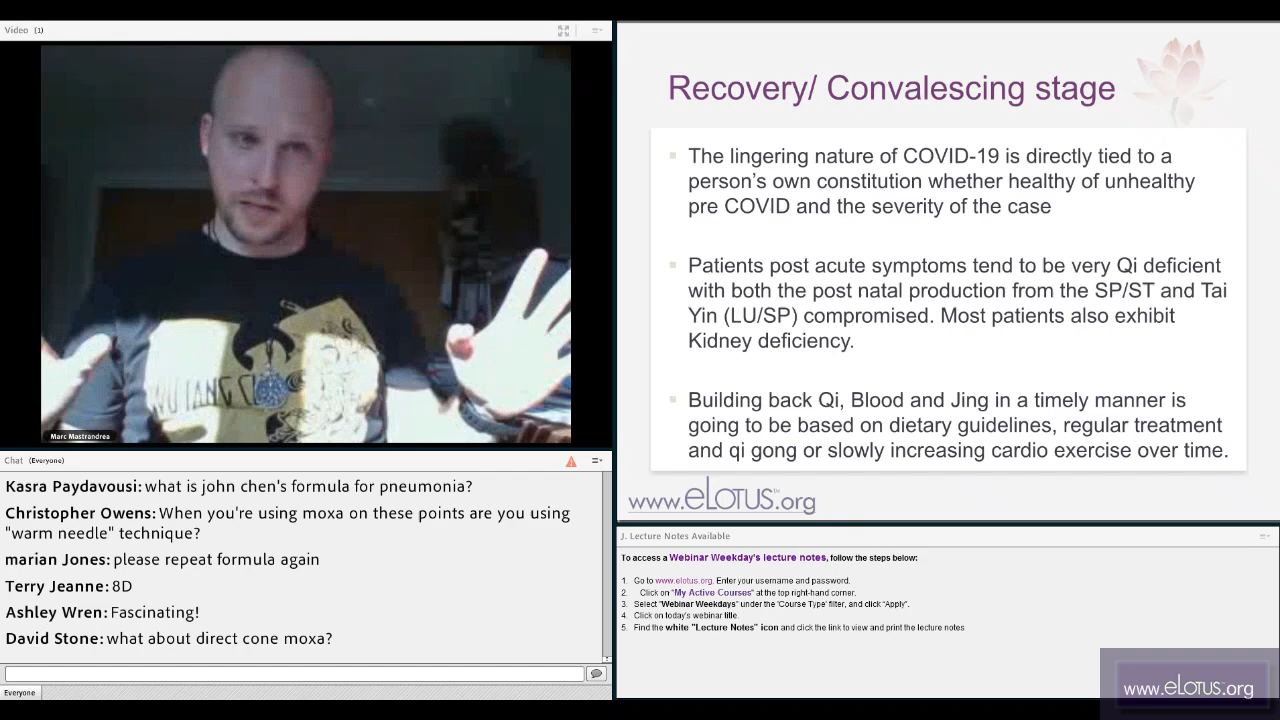 Video (1)
WU TANG C
Marc Mastrandrea
Chat (Everyone)
Kasra Paydavousi: what is john chen's formula for pneumonia?
Christopher Owens: When you're using moxa on these points are you using
"warm needle" technique?
marian Jones: please repeat formula again
Terry Jeanne: 8D
Ashley Wren: Fascinating!
David Stone: what about direct cone moxa?
Everyone
Recovery/ Convalescing stage
The lingering nature of COVID-19 is directly tied to a
person's own constitution whether healthy of unhealthy
pre COVID and the severity of the case
Patients post acute symptoms tend to be very Qi deficient
with both the post natal production from the SP/ST and Tai
Yin (LU/SP) compromised. Most patients also exhibit
Kidney deficiency.
Building back Qi, Blood and Jing in a timely manner is
going to be based on dietary guidelines, regular treatment
and qi gong or slowly increasing cardio exercise over time.
www.eLotus.org
J. Lecture Notes Available
To access a Webinar Weekday's lecture notes, follow the steps below:
1. Go to www.elotus.org. Enter your username and password.
2. Click on "My Active Courses" at the top right-hand corner.
3. Select "Webinar Weekdays" under the 'Course Type' filter, and click "Apply".
4. Click on today's webinar title.
5. Find the white "Lecture Notes" icon and click the link to view and print the lecture notes
www.eLotus.org